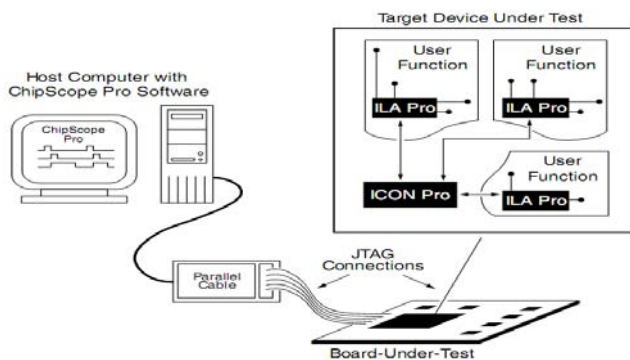 Target Device Under Test
User
Function
User
Function
ILA Pro
ILA Pro
Host Computer with
ChipScope Pro Software
ChipScope
Pro
User
Function
ICON Pro
ILA Pro
JTAG
Connections
Parallel
Cable
Board-Under-Test